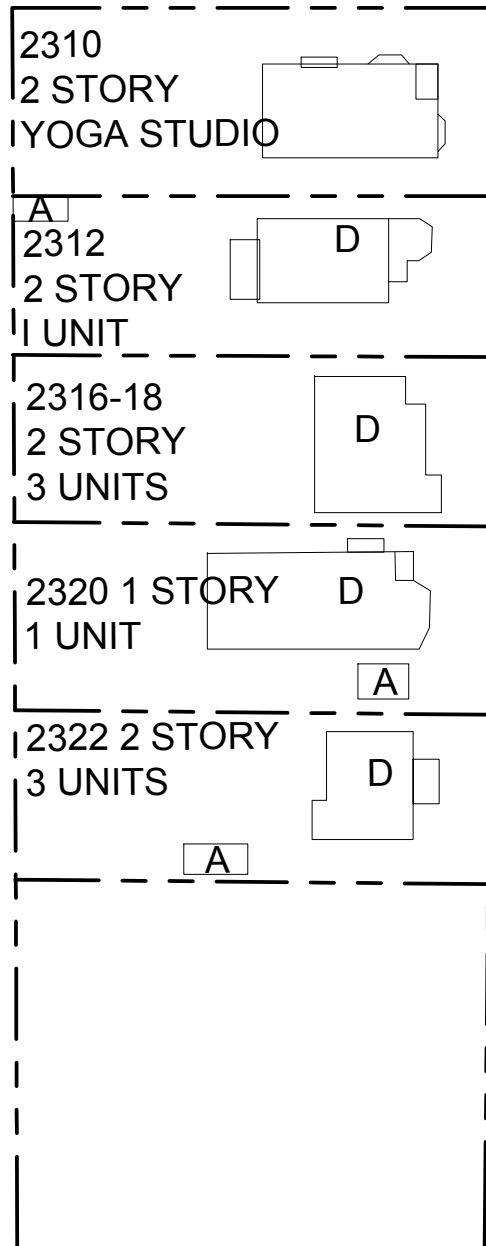 2310
2 STORY
YOGA STUDIO
A
2312
D
2 STORY
I UNIT
2316-18
2 STORY
D
3 UNITS
2320 1 STORY
D
1 UNIT
A
2322 2 STORY
3 UNITS
D
A